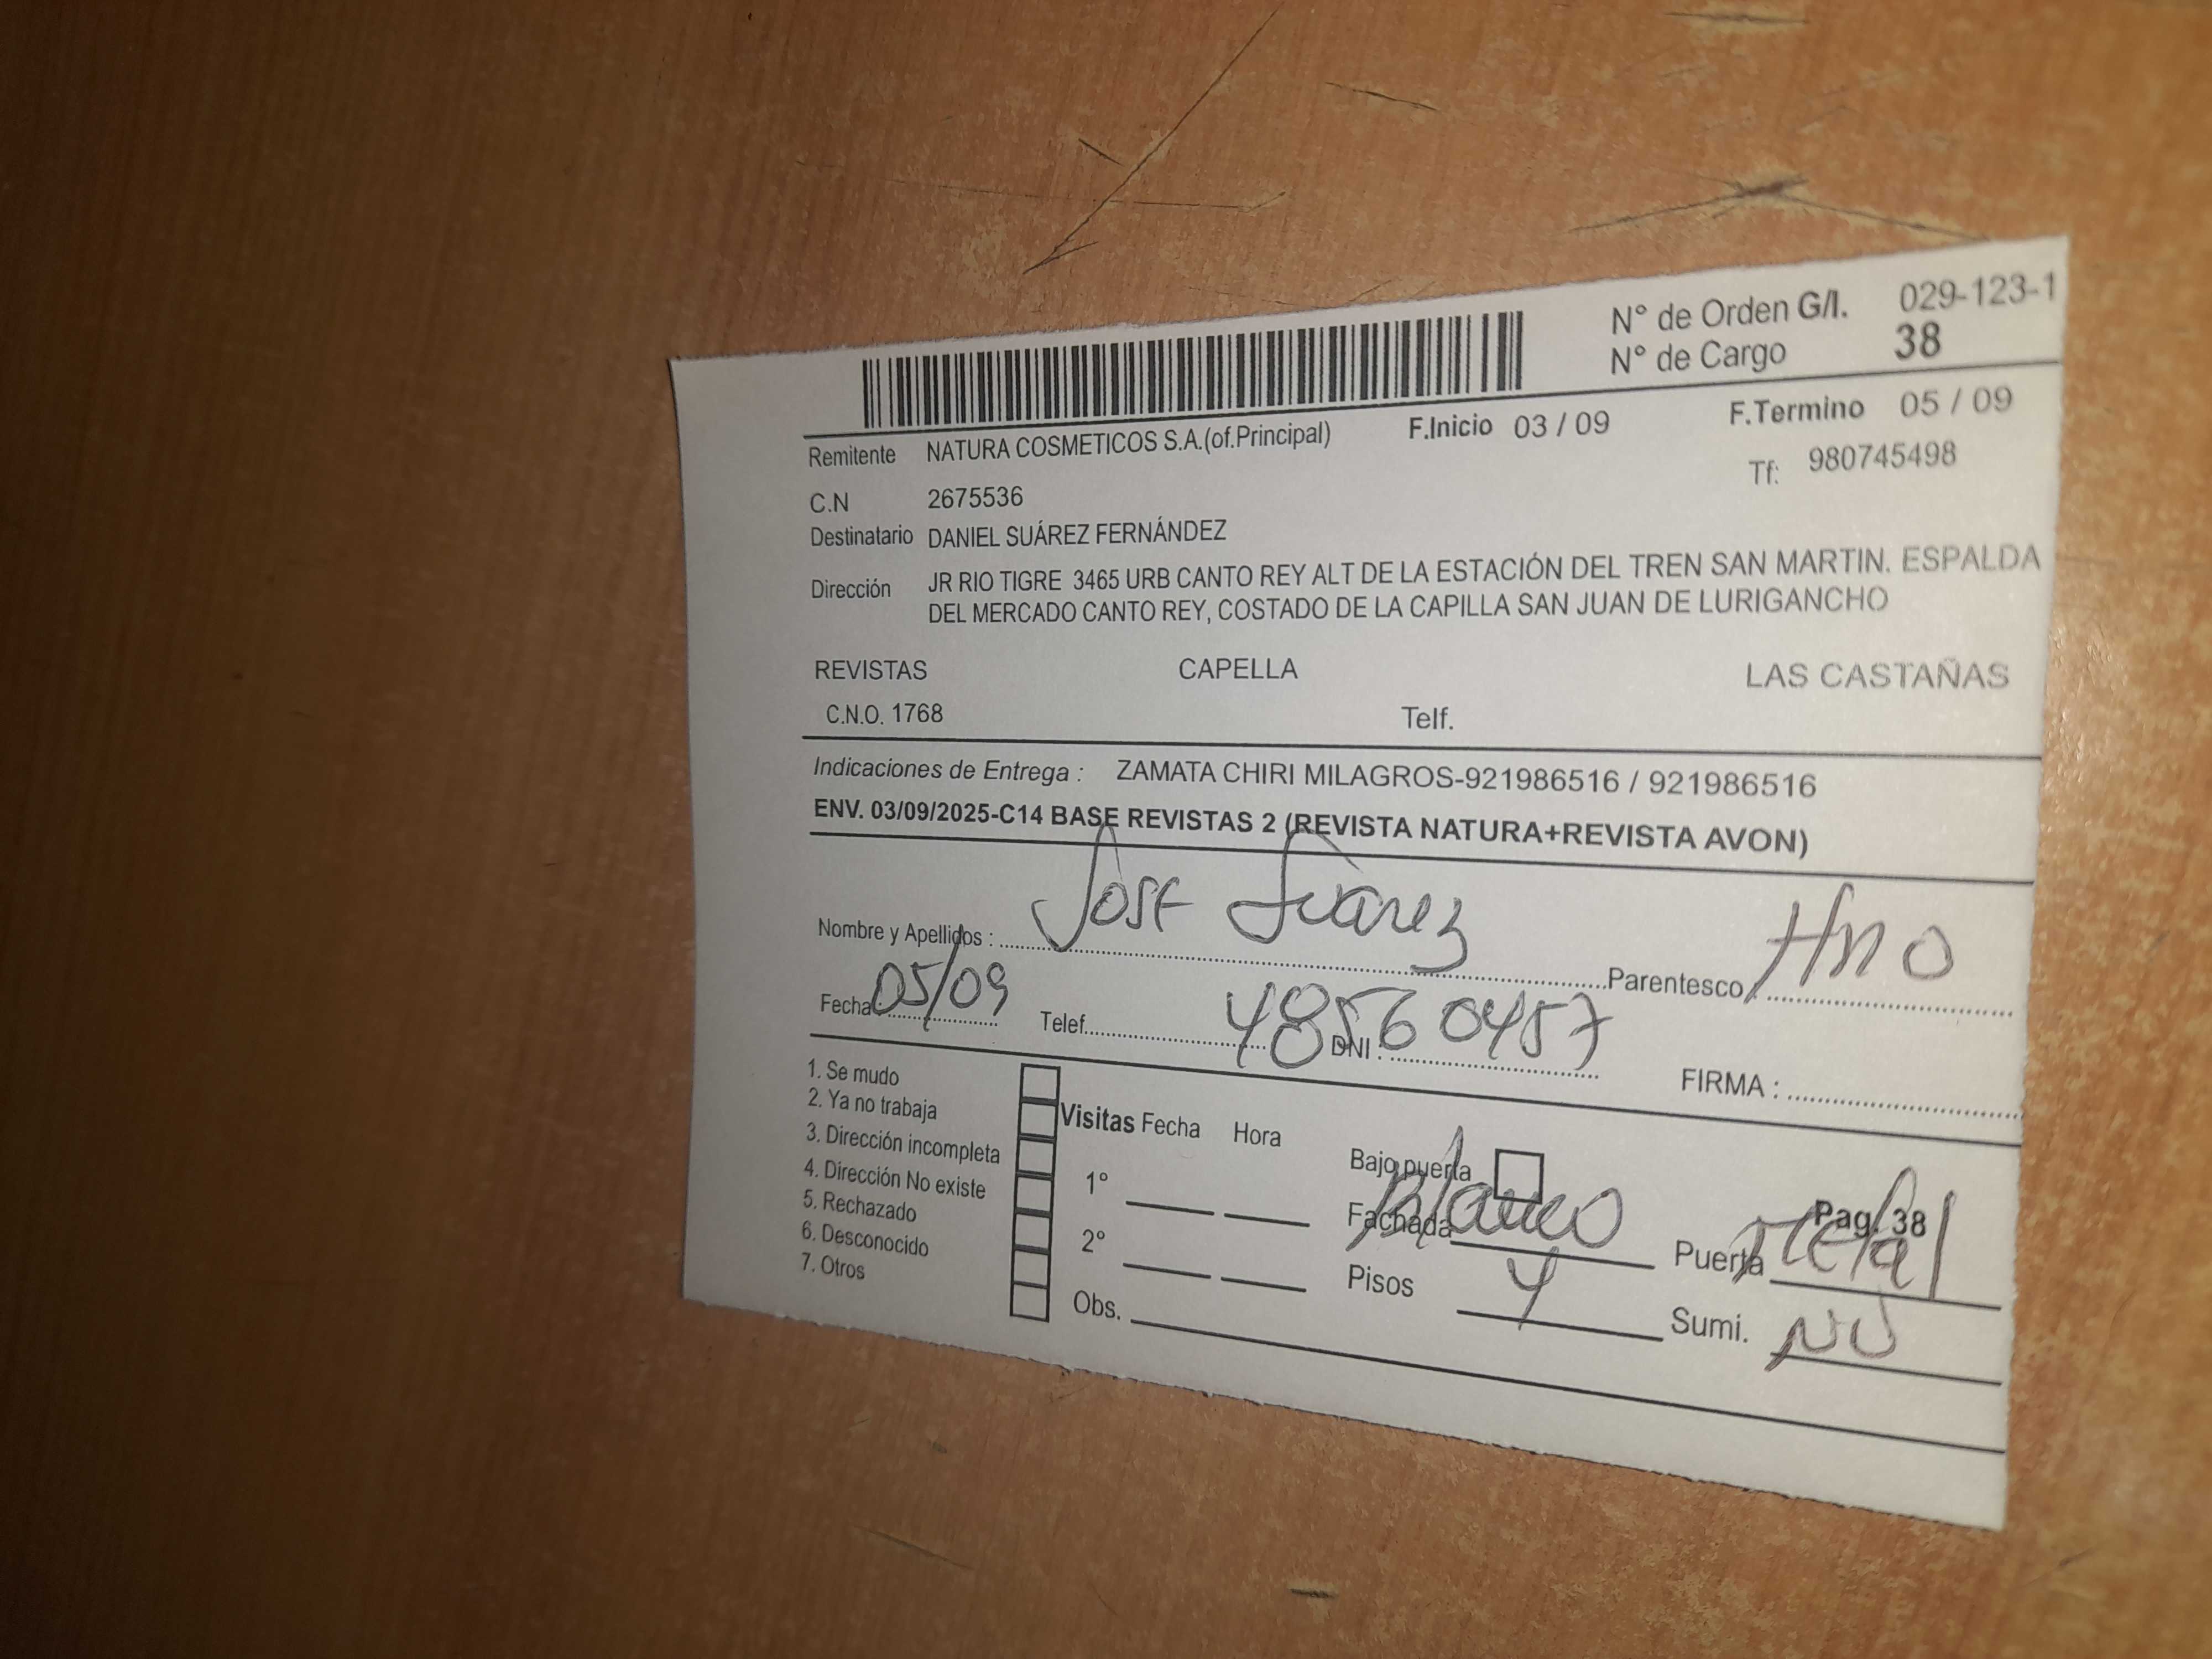 N° de Orden G/I. 029-123-1
N° de Cargo 38
Remitente NATURA COSMETICOS S.A.(of.Principal) F.Inicio 03 / 09 F.Termino 05 / 09
C.N 2675536 Tf: 980745498
Destinatario DANIEL SUÁREZ FERNÁNDEZ
Dirección JR RIO TIGRE 3465 URB CANTO REY ALT DE LA ESTACIÓN DEL TREN SAN MARTIN. ESPALDA
DEL MERCADO CANTO REY, COSTADO DE LA CAPILLA SAN JUAN DE LURIGANCHO
REVISTAS CAPELLA LAS CASTAÑAS
C.N.O. 1768 Telf.
Indicaciones de Entrega : ZAMATA CHIRI MILAGROS-921986516 / 921986516
ENV. 03/09/2025-C14 BASE REVISTAS 2 (REVISTA NATURA+REVISTA AVON)
Nombre y Apellidos : Jose Suarez Parentesco : Hno
Fecha : 05/09 Telef. DNI : 48560457 FIRMA :
1. Se mudo
2. Ya no trabaja
3. Dirección incompleta
4. Dirección No existe
5. Rechazado
6. Desconocido
7. Otros
Visitas Fecha Hora
1°
2°
Obs.
Bajo puerta
Pag. 38
Fachada Blanco Puerta Metal
Pisos 4 Sumi. NO